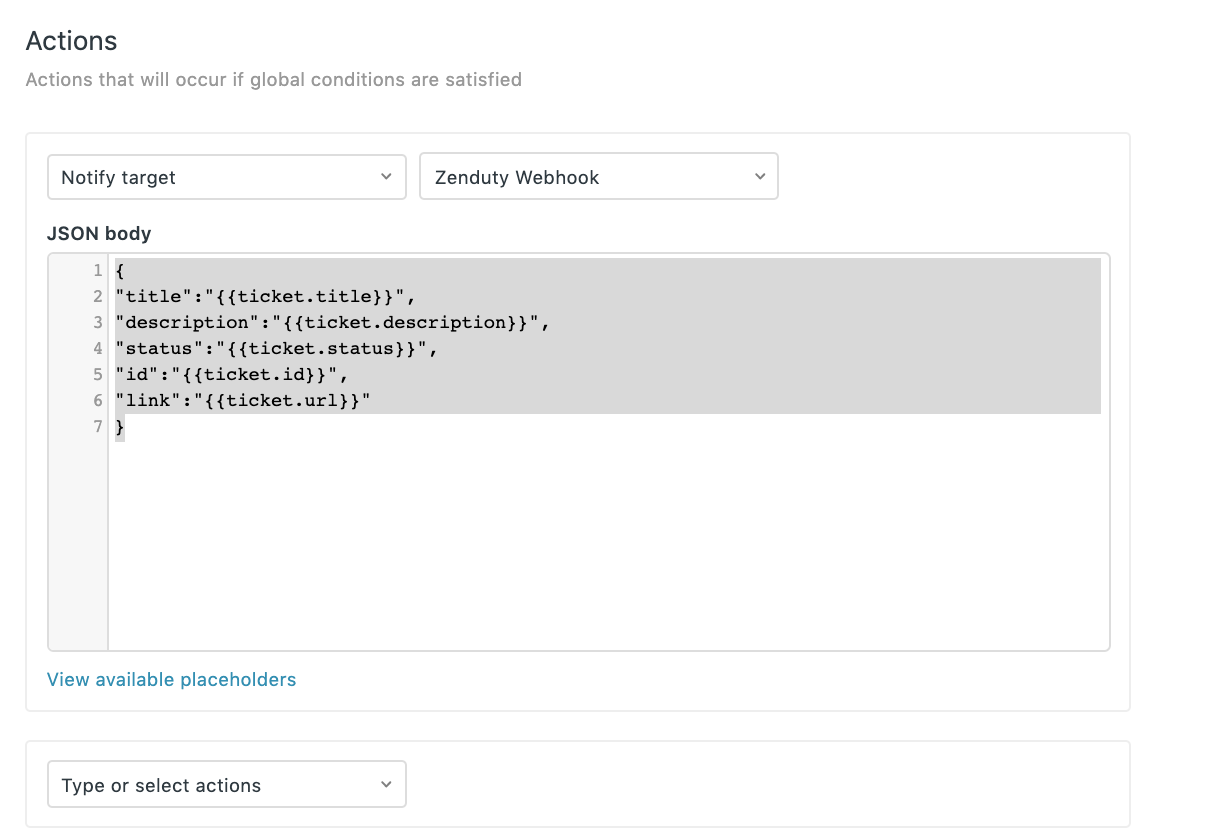 Actions
Actions that will occur if global conditions are satisfied
Notify target
Zenduty Webhook
JSON body
1 {
2 "title":"{{ticket.title}}",
3 "description":"{{ticket.description}}",
4 "status":"{{ticket.status}}",
5 "id":"{{ticket.id}}",
6 "link":"{{ticket.url}}"
7 }
View available placeholders
Type or select actions